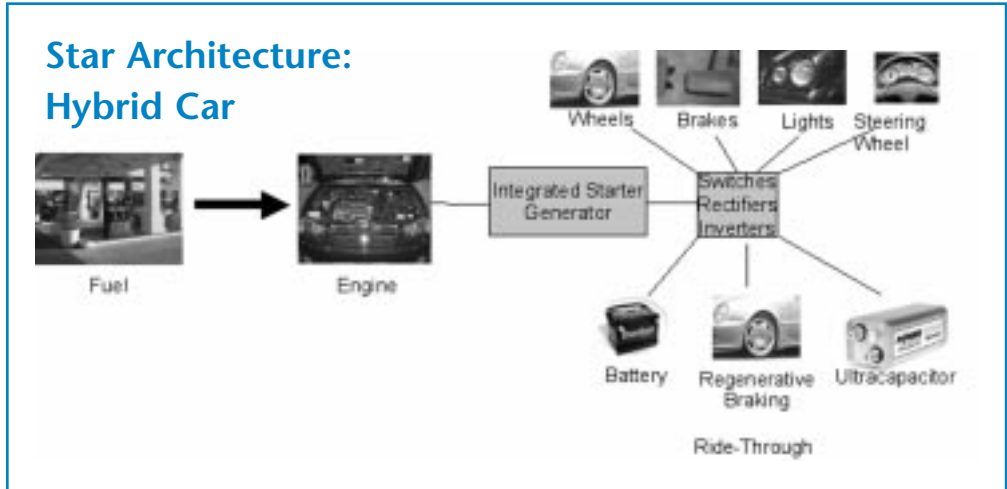 Star Architecture:
Hybrid Car
Wheels
Brakes
Lights
Steering
Wheel
Fuel
Engine
Integrated Starter
Generator
Switches
Rectifiers
Inverters
Battery
Regenerative
Braking
Ultracapacitor
Ride-Through